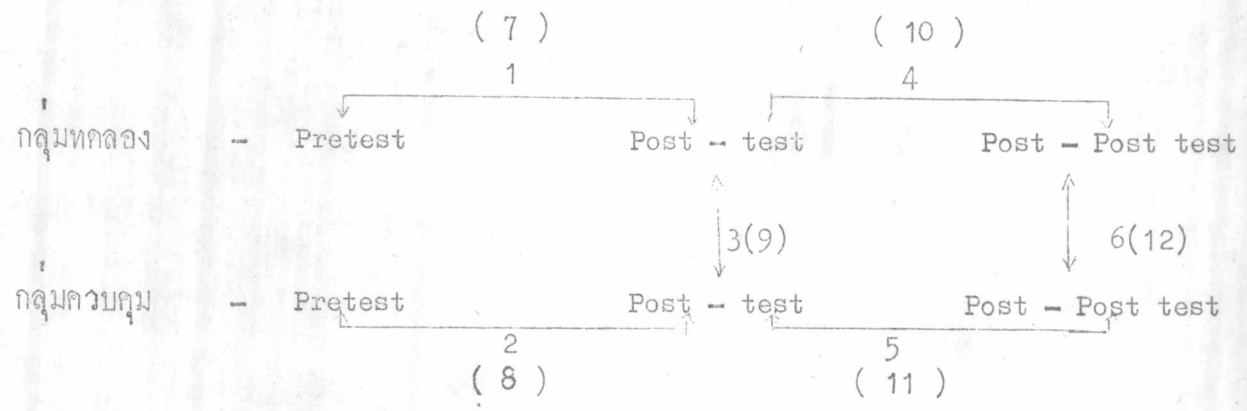 ( 7 ) ( 10 )
1 4
กลุ่มทดลอง - Pretest Post - test Post - Post test
3(9) 6(12)
กลุ่มควบคุม - Pretest Post - test Post - Post test
2 5
( 8 ) ( 11 )